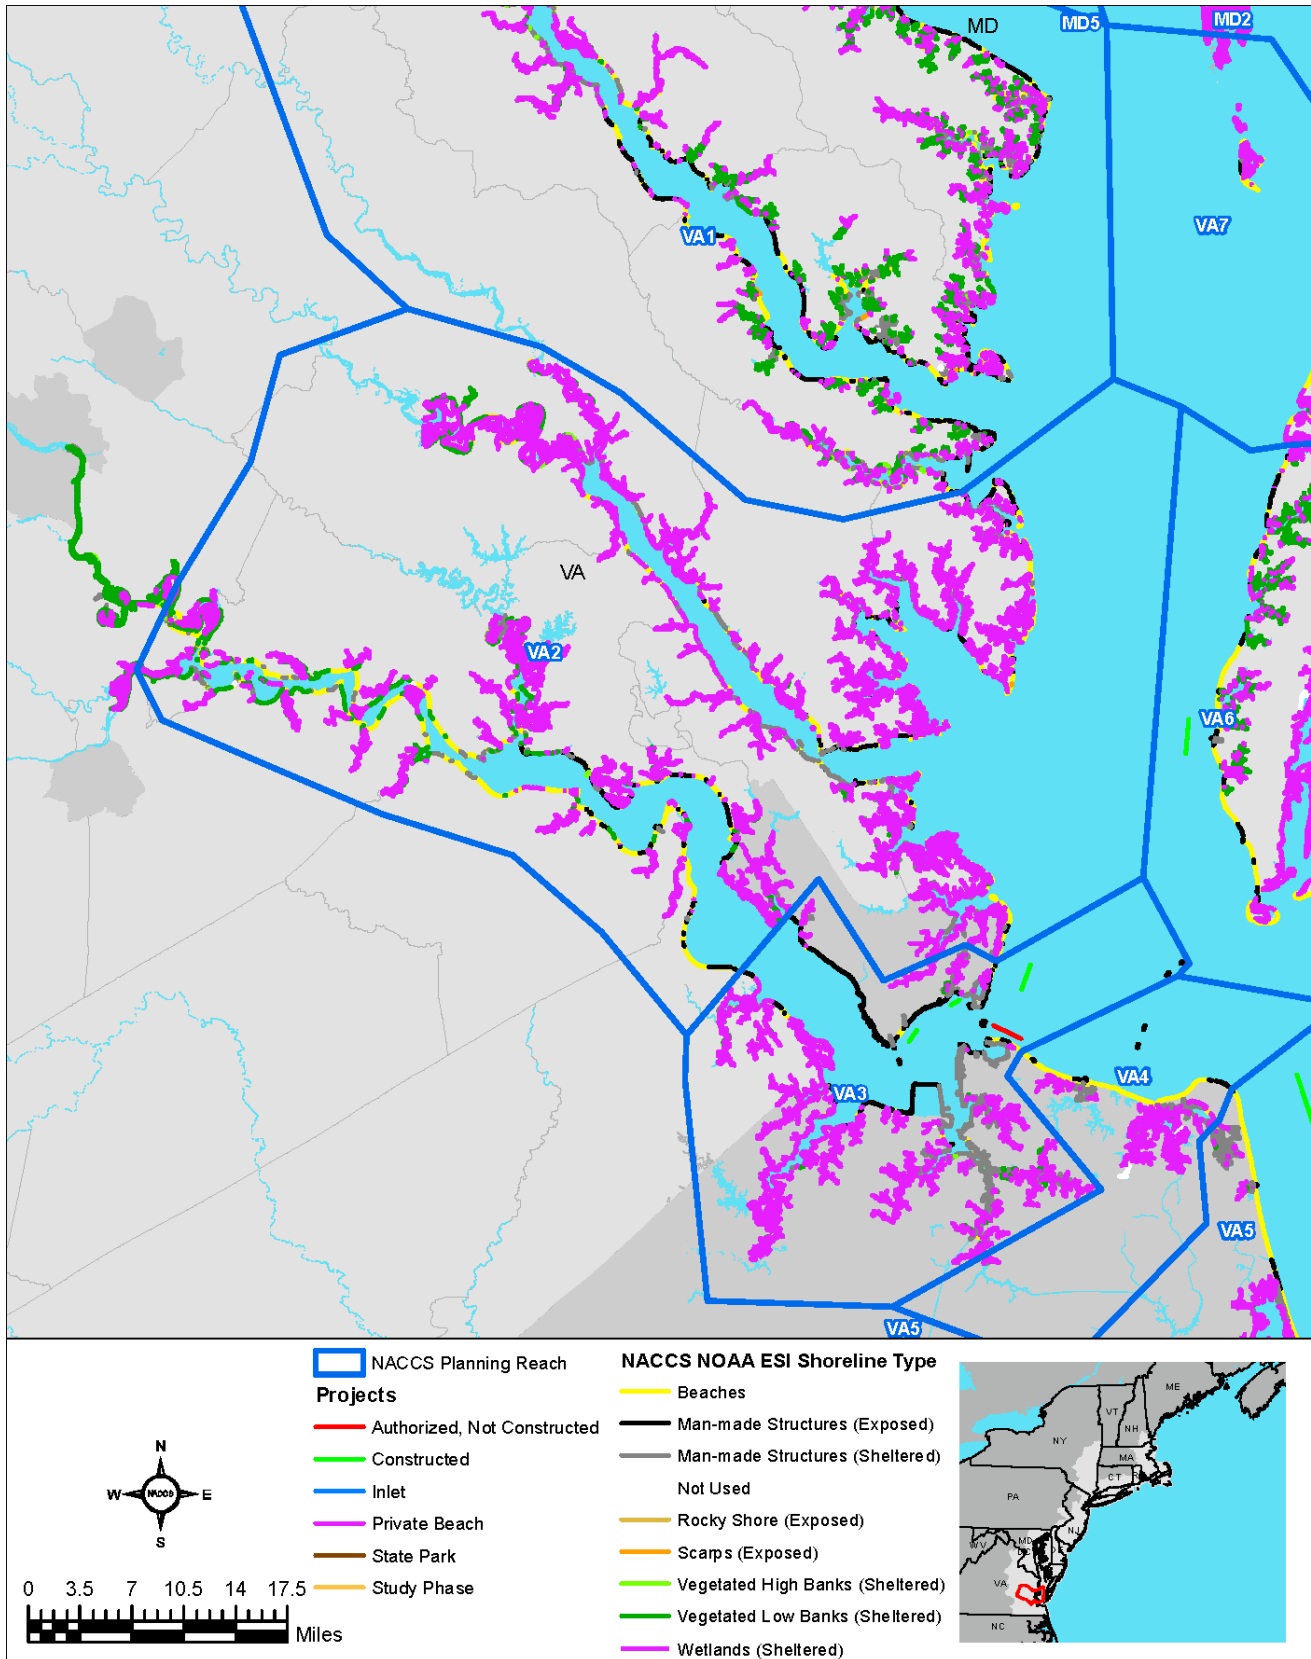 MD
MD5
MD2
VA1
VA7
VA
VA2
VA6
VA3
VA4
VA5
VA5
NACCS Planning Reach
Projects
Authorized, Not Constructed
Constructed
Inlet
Private Beach
State Park
Study Phase
NACCS NOAA ESI Shoreline Type
Beaches
Man-made Structures (Exposed)
Man-made Structures (Sheltered)
Not Used
Rocky Shore (Exposed)
Scarps (Exposed)
Vegetated High Banks (Sheltered)
Vegetated Low Banks (Sheltered)
Wetlands (Sheltered)
N
W
NACCS
E
S
0 3.5 7 10.5 14 17.5
Miles
ME
VT
NH
NY
MA
CT
PA
NJ
WV
MD
VA
NC